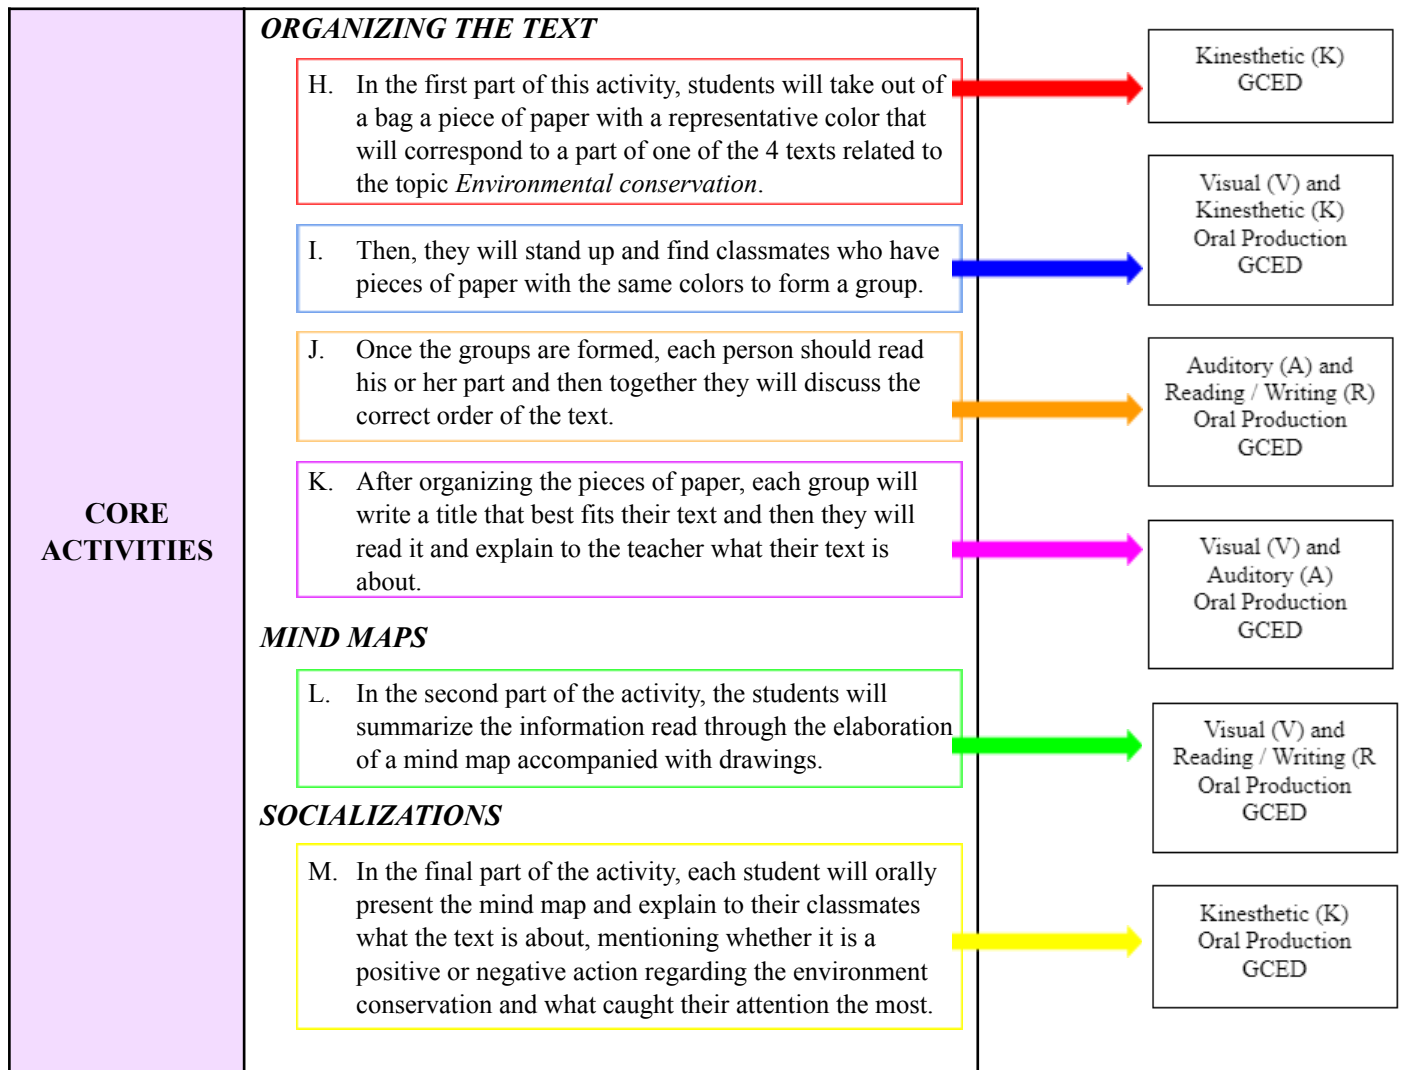 ORGANIZING THE TEXT
H. In the first part of this activity, students will take out of
a bag a piece of paper with a representative color that
will correspond to a part of one of the 4 texts related to
the topic Environmental conservation.
Kinesthetic (K)
GCED
I. Then, they will stand up and find classmates who have
pieces of paper with the same colors to form a group.
Visual (V) and
Kinesthetic (K)
Oral Production
GCED
J. Once the groups are formed, each person should read
his or her part and then together they will discuss the
correct order of the text.
Auditory (A) and
Reading / Writing (R)
Oral Production
GCED
CORE
ACTIVITIES
K. After organizing the pieces of paper, each group will
write a title that best fits their text and then they will
read it and explain to the teacher what their text is
about.
Visual (V) and
Auditory (A)
Oral Production
GCED
MIND MAPS
L. In the second part of the activity, the students will
summarize the information read through the elaboration
of a mind map accompanied with drawings.
Visual (V) and
Reading / Writing (R
Oral Production
GCED
SOCIALIZATIONS
M. In the final part of the activity, each student will orally
present the mind map and explain to their classmates
what the text is about, mentioning whether it is a
positive or negative action regarding the environment
conservation and what caught their attention the most.
Kinesthetic (K)
Oral Production
GCED